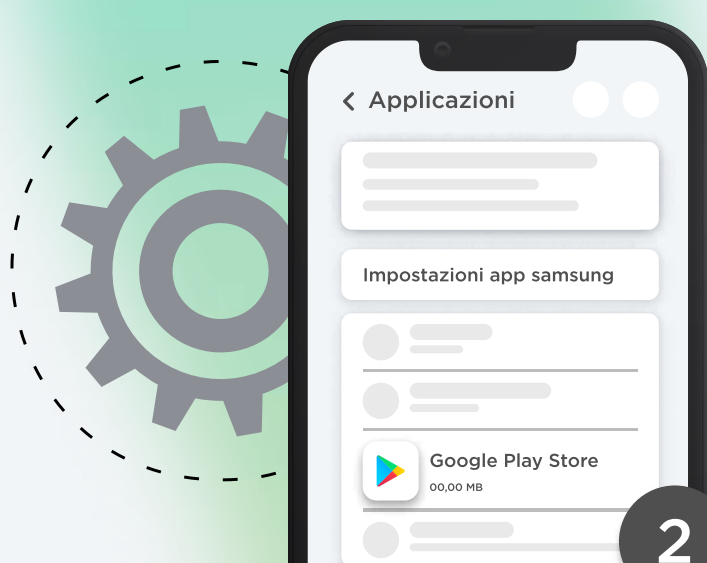 Applicazioni
Impostazioni app samsung
Google Play Store
00,00 MB
2